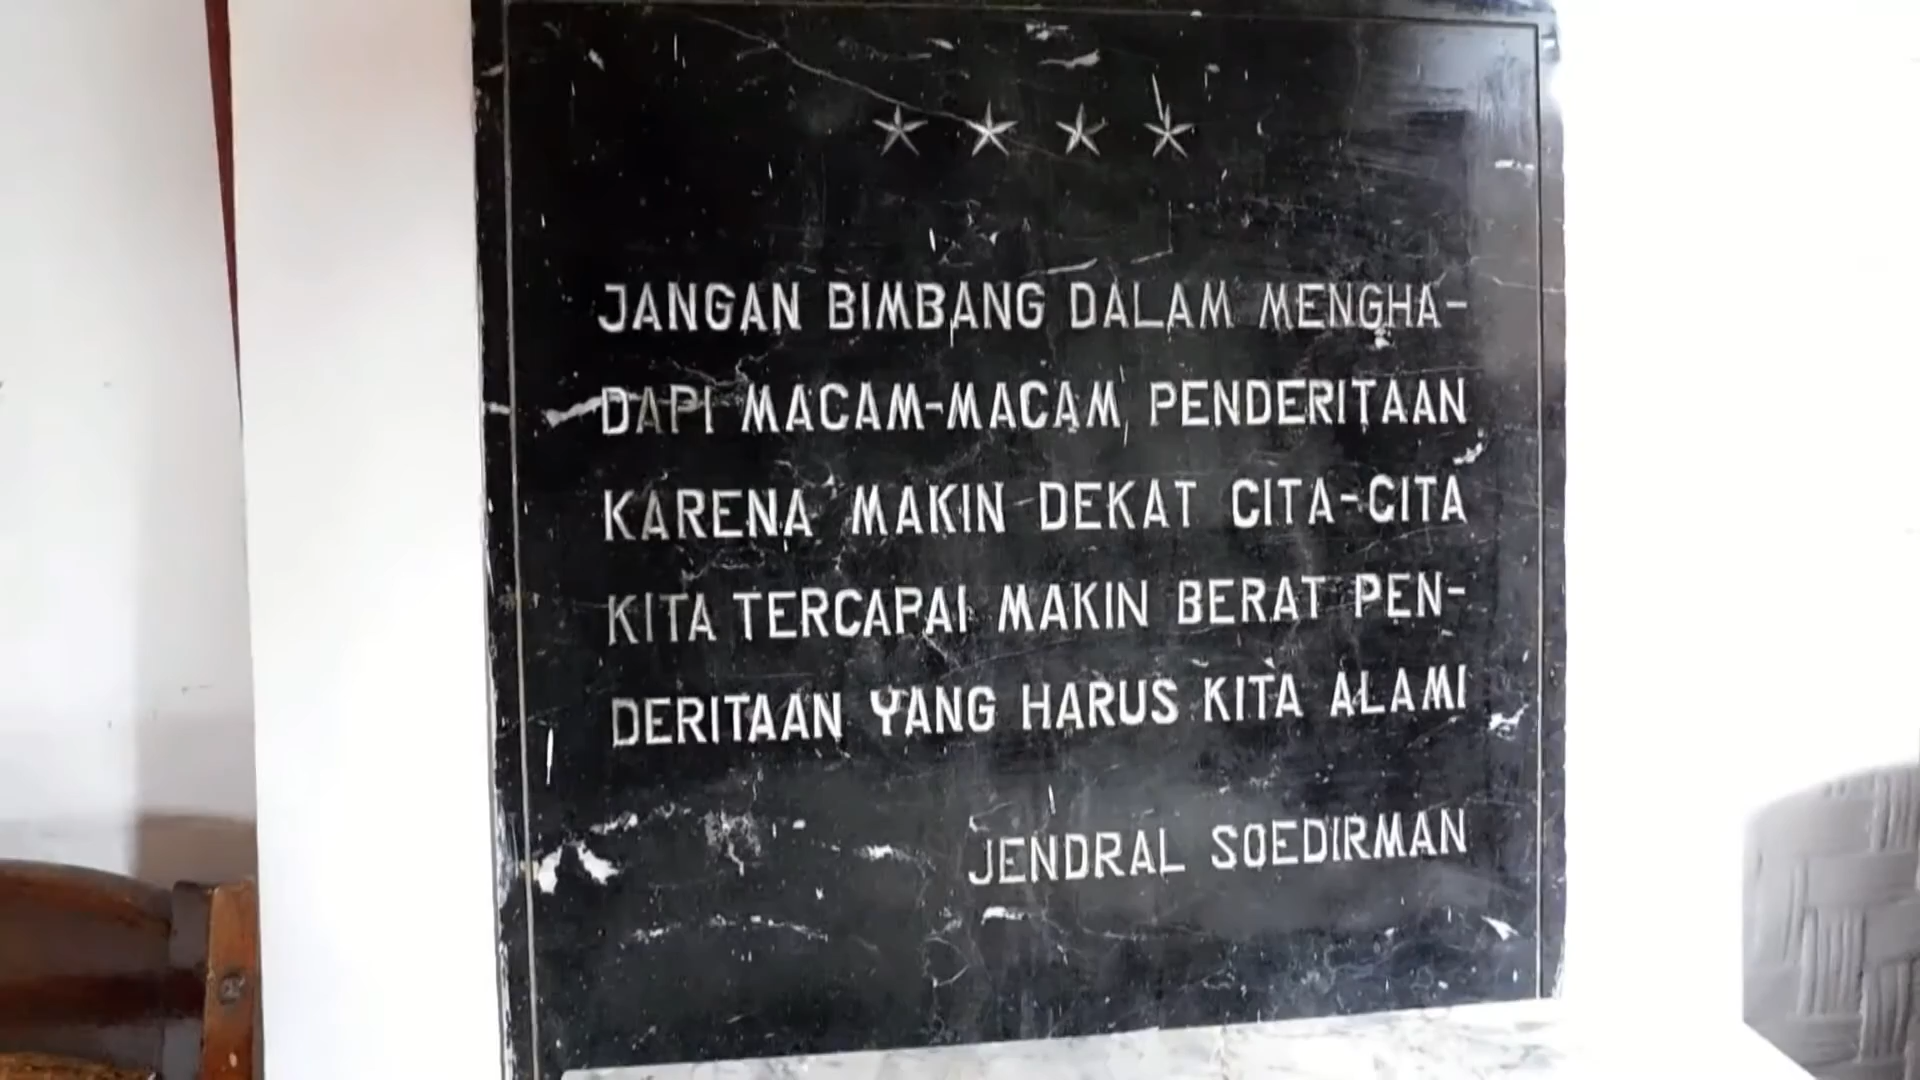 JANGAN BIMBANG DALAM MENGHA-
DAPI MACAM-MACAM PENDERITAAN
KARENA MAKIN DEKAT CITA-CITA
KITA TERCAPAI MAKIN BERAT PEN-
DERITAAN YANG HARUS KITA ALAMI
JENDRAL SOEDIRMAN